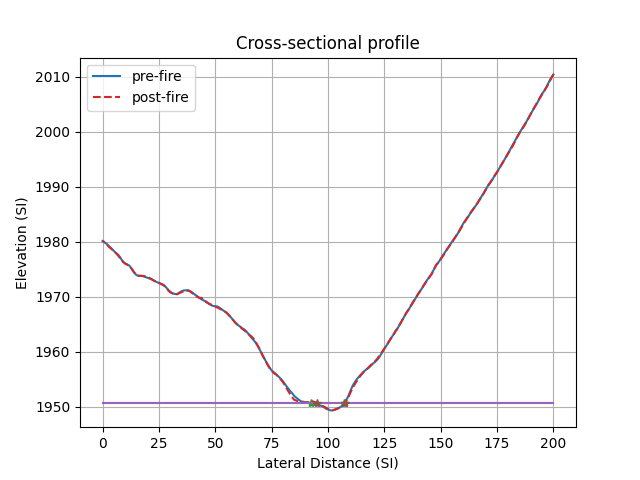 Cross-sectional profile
pre-fire
post-fire
2010
2000
1990
1980
1970
1960
1950
Elevation (SI)
0 25 50 75 100 125 150 175 200
Lateral Distance (SI)